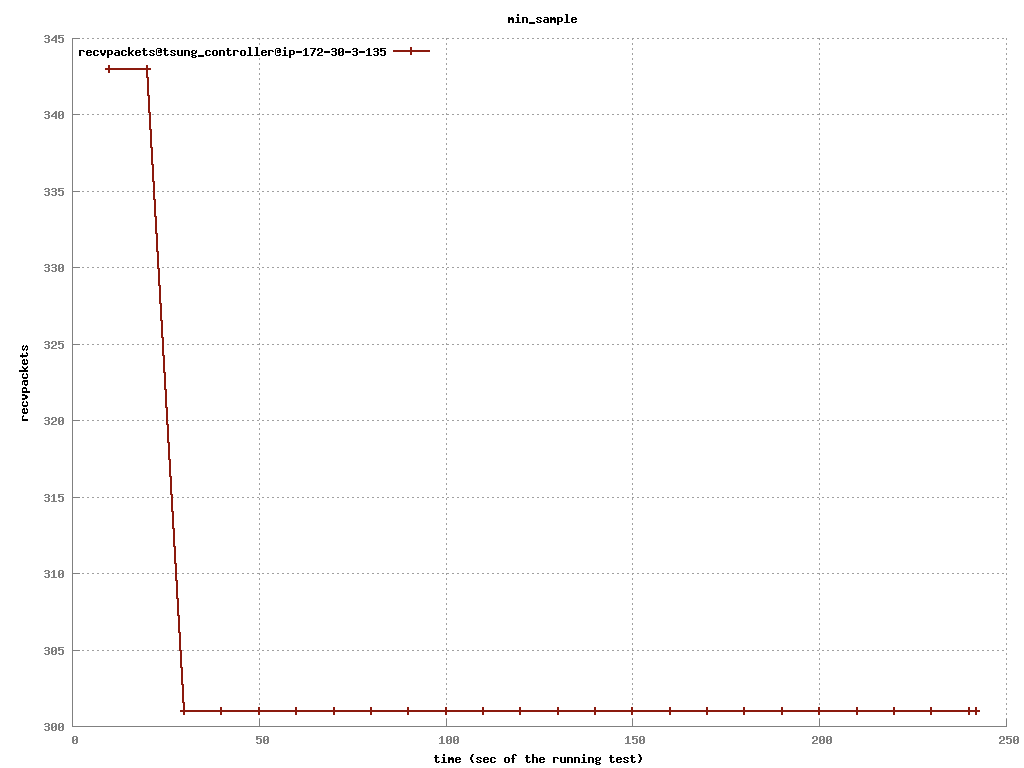 min_sample
recvpackets@tsung_controller@ip-172-30-3-135
345
340
335
330
325
320
315
310
305
300
recvpackets
0 50 100 150 200 250
time (sec of the running test)